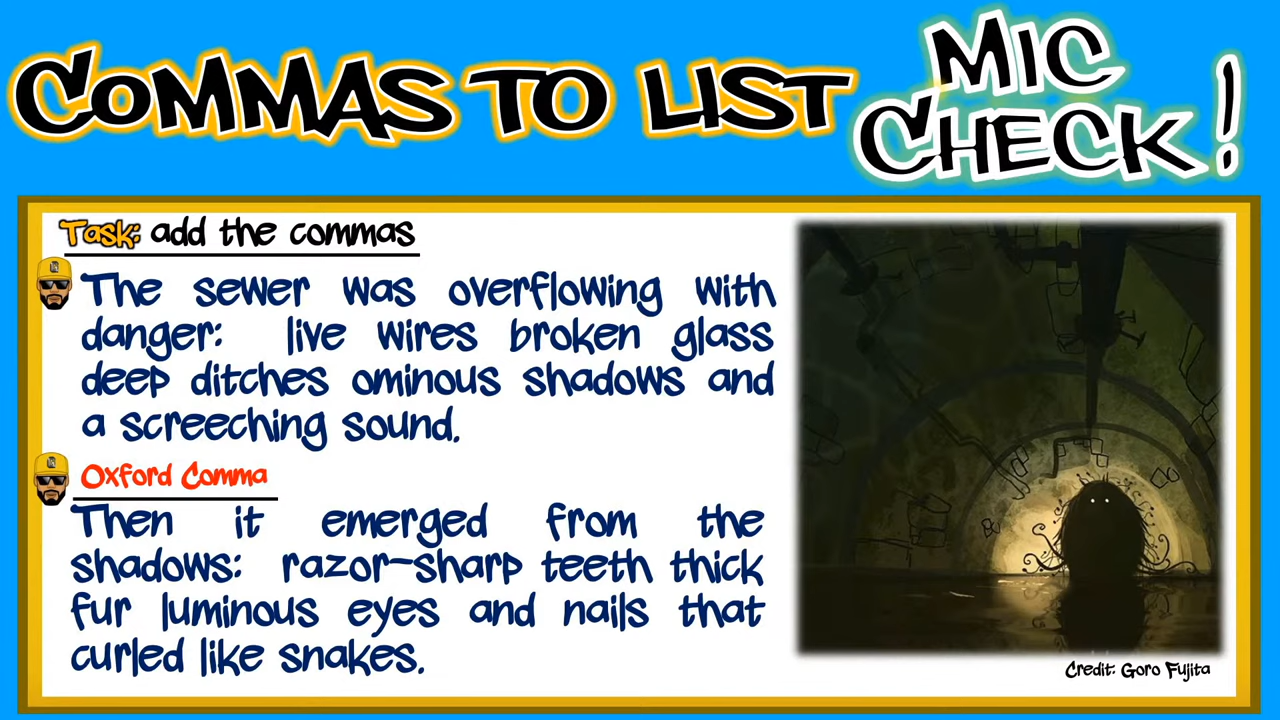 COMMAS TO LIST MIC CHECK!
Task: add the commas
The sewer was overflowing with
danger: live wires broken glass
deep ditches ominous shadows and
a screeching sound.
Oxford Comma
Then it emerged from the
shadows: razor-sharp teeth thick
fur luminous eyes and nails that
curled like snakes.
Credit: Goro Fujita